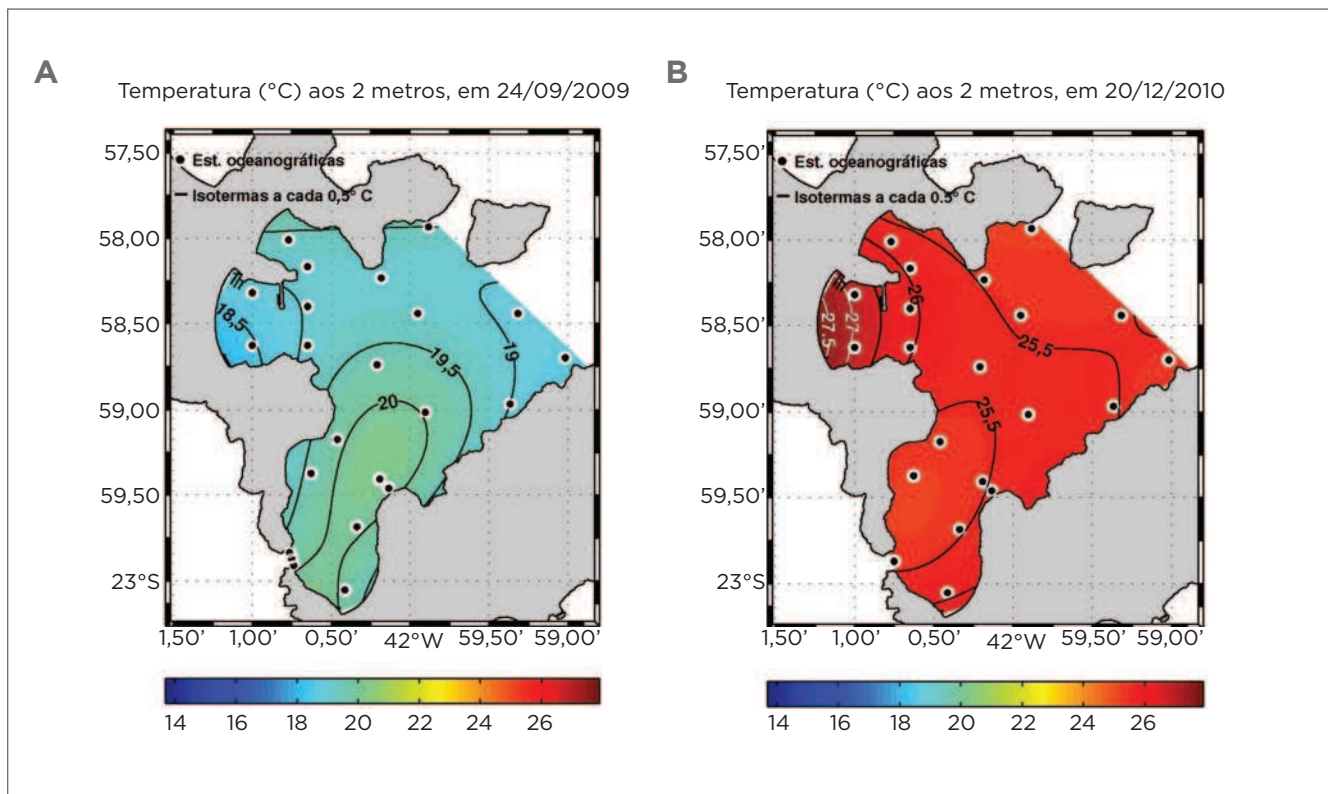 A
Temperatura (°C) aos 2 metros, em 24/09/2009
57,50
Est. oceanográficas
Isotermas a cada 0,5° C
58,00
58,50
59,00
59,50
23°S
18,5
19,5
19
20
1,50’ 1,00’ 0,50’ 42°W 59,50’ 59,00’
14 16 18 20 22 24 26
B
Temperatura (°C) aos 2 metros, em 20/12/2010
57,50’
Est. oceanográficas
Isotermas a cada 0.5° C
58,00’
58,50’
59,00’
59,50’
23°S
26
27.5
27
25,5
25,5
1,50’ 1,00’ 0,50’ 42°W 59,50’ 59,00’
14 16 18 20 22 24 26